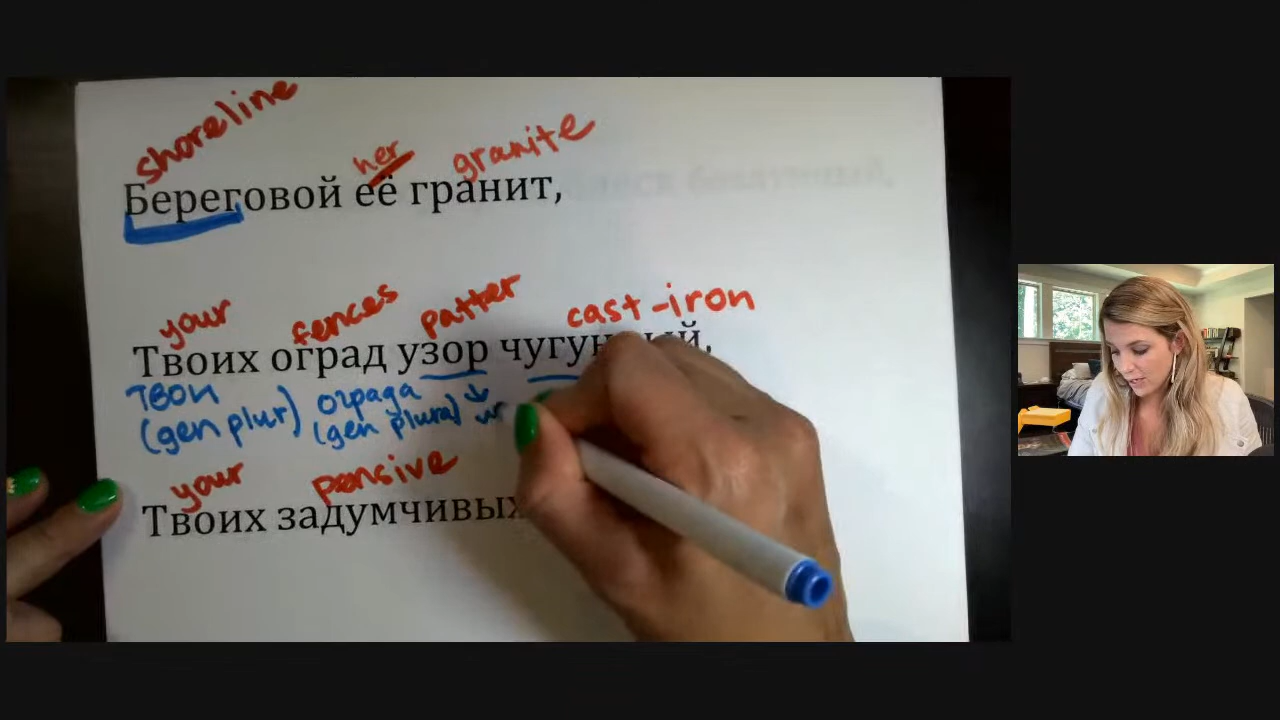 shoreline her granite
Береговой её гранит,
your fences patter cast-iron
Твоих оград узор
твои ограда
(gen plur) (gen plural)
your pensive
Твоих задумчивых